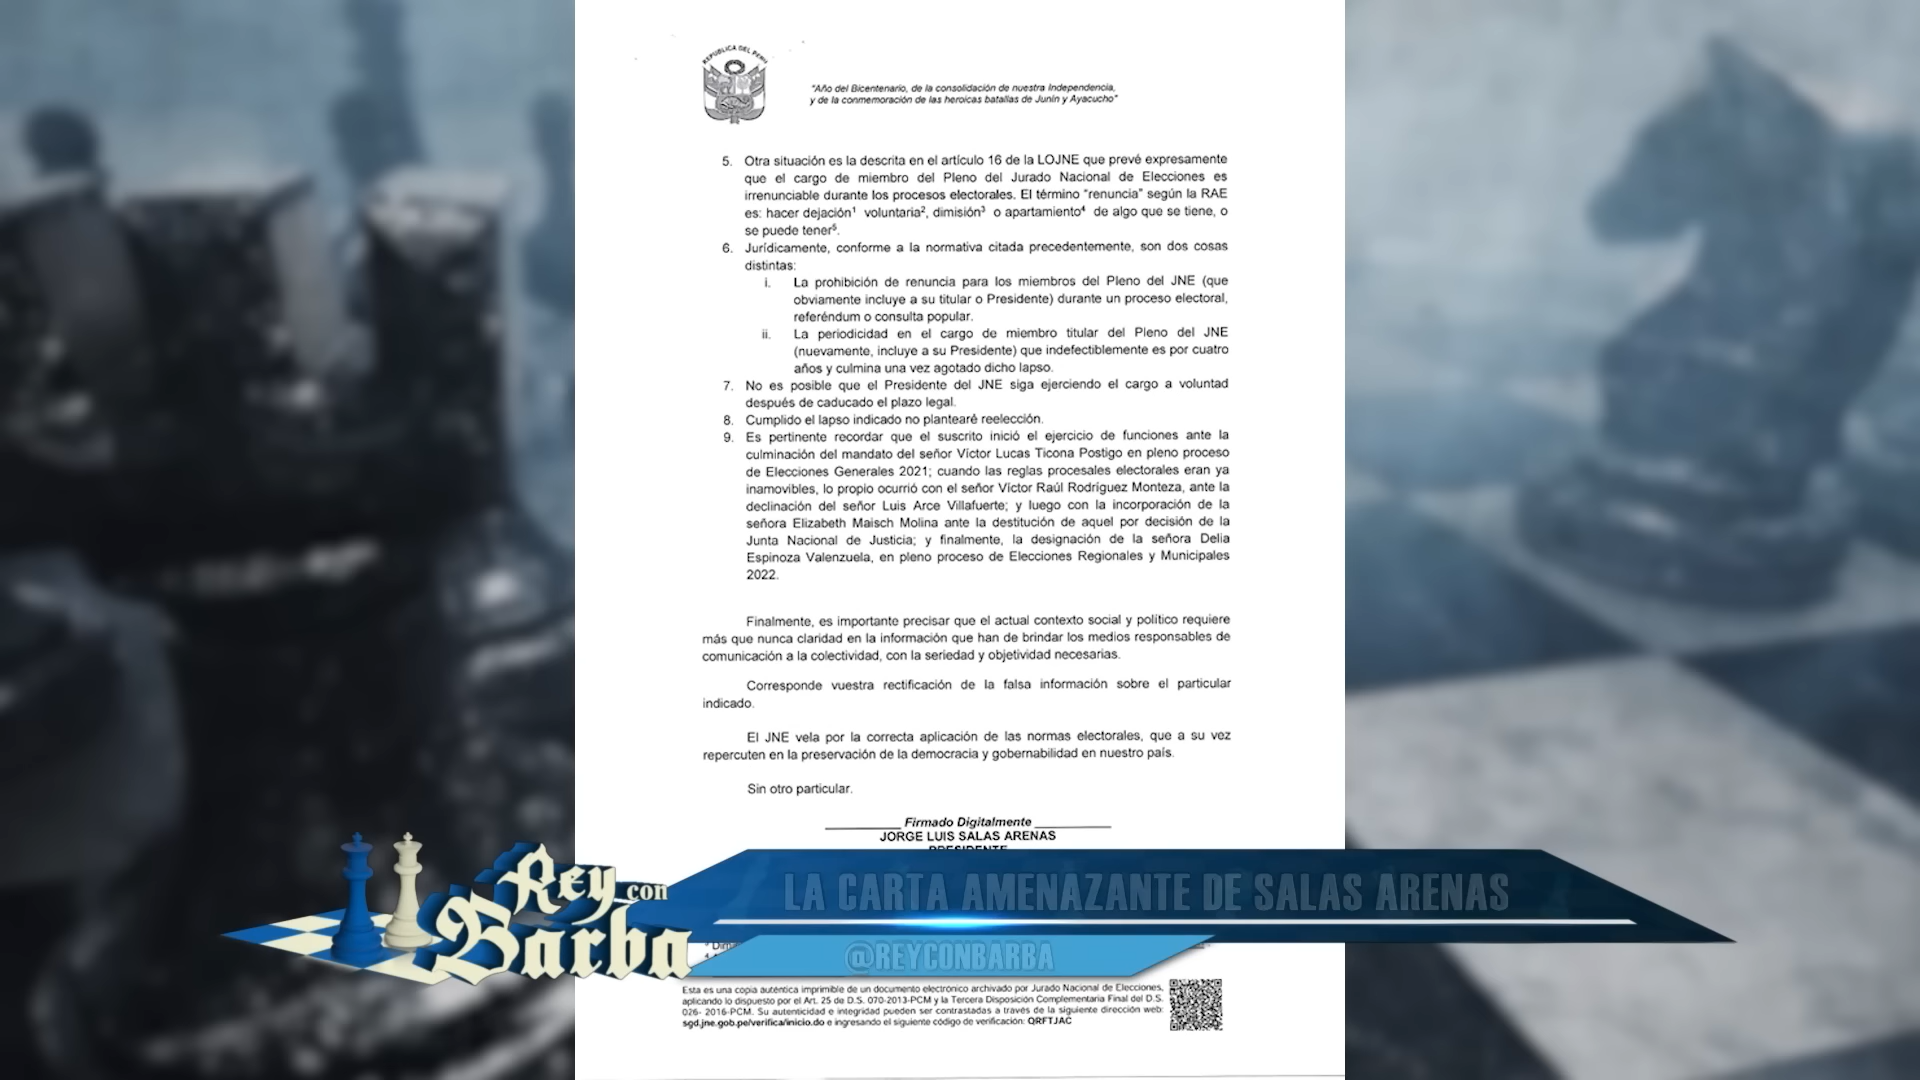 REPUBLICA DEL PERU
"Año del Bicentenario, de la consolidación de nuestra Independencia,
y de la conmemoración de las heroicas batallas de Junín y Ayacucho"
5. Otra situación es la descrita en el artículo 16 de la LOJNE que prevé expresamente
que el cargo de miembro del Pleno del Jurado Nacional de Elecciones es
irrenunciable durante los procesos electorales. El término "renuncia" según la RAE
es: hacer dejación¹ voluntaria², dimisión³ o apartamiento⁴ de algo que se tiene, o
se puede tener⁵.
6. Jurídicamente, conforme a la normativa citada precedentemente, son dos cosas
distintas:
i. La prohibición de renuncia para los miembros del Pleno del JNE (que
obviamente incluye a su titular o Presidente) durante un proceso electoral,
referéndum o consulta popular.
ii. La periodicidad en el cargo de miembro titular del Pleno del JNE
(nuevamente, incluye a su Presidente) que indefectiblemente es por cuatro
años y culmina una vez agotado dicho lapso.
7. No es posible que el Presidente del JNE siga ejerciendo el cargo a voluntad
después de caducado el plazo legal.
8. Cumplido el lapso indicado no plantearé reelección.
9. Es pertinente recordar que el suscrito inició el ejercicio de funciones ante la
culminación del mandato del señor Víctor Lucas Ticona Postigo en pleno proceso
de Elecciones Generales 2021; cuando las reglas procesales electorales eran ya
inamovibles, lo propio ocurrió con el señor Víctor Raúl Rodríguez Monteza, ante la
declinación del señor Luis Arce Villafuerte; y luego con la incorporación de la
señora Elizabeth Maisch Molina ante la destitución de aquel por decisión de la
Junta Nacional de Justicia; y finalmente, la designación de la señora Delia
Espinoza Valenzuela, en pleno proceso de Elecciones Regionales y Municipales
2022.
Finalmente, es importante precisar que el actual contexto social y político requiere
más que nunca claridad en la información que han de brindar los medios responsables de
comunicación a la colectividad, con la seriedad y objetividad necesarias.
Corresponde vuestra rectificación de la falsa información sobre el particular
indicado.
El JNE vela por la correcta aplicación de las normas electorales, que a su vez
repercuten en la preservación de la democracia y gobernabilidad en nuestro país.
Sin otro particular.
Firmado Digitalmente
JORGE LUIS SALAS ARENAS
PRESIDENTE
Rey con
Barba
LA CARTA AMENAZANTE DE SALAS ARENAS
@REYCONBARBA
Esta es una copia auténtica imprimible de un documento electrónico archivado por Jurado Nacional de Elecciones,
aplicando lo dispuesto por el Art. 25 de D.S. 070-2013-PCM y la Tercera Disposición Complementaria Final del D.S.
026- 2016-PCM. Su autenticidad e integridad pueden ser contrastadas a través de la siguiente dirección web:
sgd.jne.gob.pe/verifica/inicio.do e ingresando el siguiente código de verificación: QRFTJAC